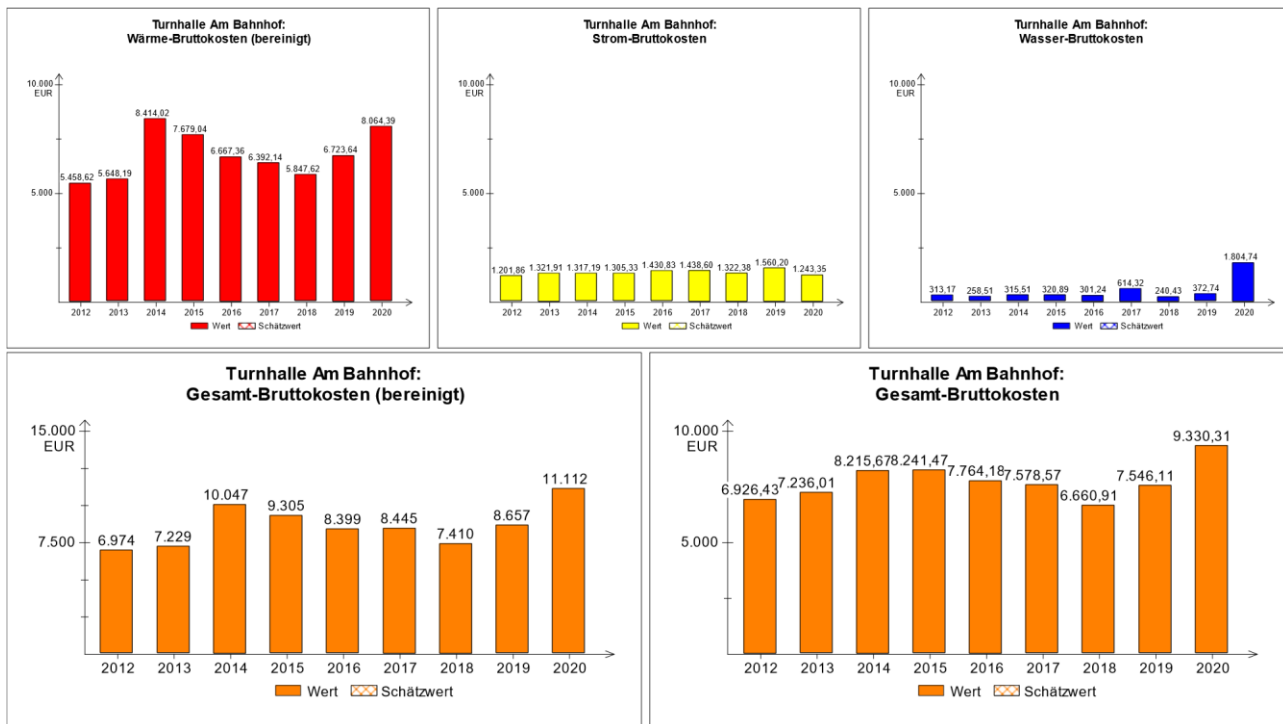 Turnhalle Am Bahnhof:
Wärme-Bruttokosten (bereinigt)
10.000
EUR
5.000
5.458,62
5.648,19
8.414,02
7.679,04
6.667,36
6.392,14
5.847,62
6.723,64
8.064,39
2012 2013 2014 2015 2016 2017 2018 2019 2020
Wert Schätzwert
Turnhalle Am Bahnhof:
Strom-Bruttokosten
10.000
EUR
5.000
1.201,86
1.321,91
1.317,19
1.305,33
1.430,83
1.438,60
1.322,38
1.560,20
1.243,35
2012 2013 2014 2015 2016 2017 2018 2019 2020
Wert Schätzwert
Turnhalle Am Bahnhof:
Wasser-Bruttokosten
10.000
EUR
5.000
313,17
258,51
315,51
320,89
301,24
614,32
240,43
372,74
1.804,74
2012 2013 2014 2015 2016 2017 2018 2019 2020
Wert Schätzwert
Turnhalle Am Bahnhof:
Gesamt-Bruttokosten (bereinigt)
15.000
EUR
7.500
6.974
7.229
10.047
9.305
8.399
8.445
7.410
8.657
11.112
2012 2013 2014 2015 2016 2017 2018 2019 2020
Wert Schätzwert
Turnhalle Am Bahnhof:
Gesamt-Bruttokosten
10.000
EUR
5.000
6.926,43
7.236,01
8.215,67
8.241,47
7.764,18
7.578,57
6.660,91
7.546,11
9.330,31
2012 2013 2014 2015 2016 2017 2018 2019 2020
Wert Schätzwert